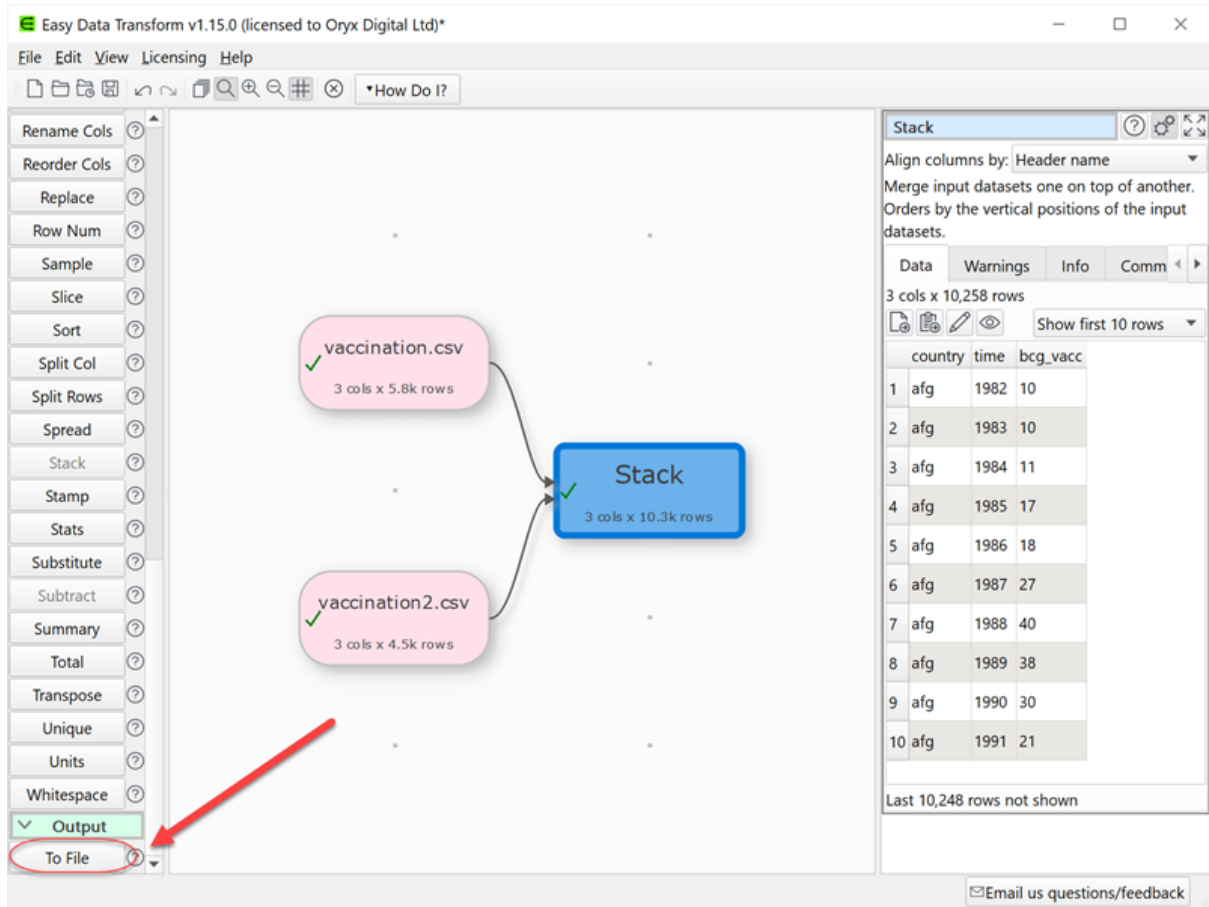 Easy Data Transform v1.15.0 (licensed to Oryx Digital Ltd)*
File Edit View Licensing Help
How Do I?
Rename Cols
Reorder Cols
Replace
Row Num
Sample
Slice
Sort
Split Col
Split Rows
Spread
Stack
Stamp
Stats
Substitute
Subtract
Summary
Total
Transpose
Unique
Units
Whitespace
Output
To File
vaccination.csv
3 cols x 5.8k rows
vaccination2.csv
3 cols x 4.5k rows
Stack
3 cols x 10.3k rows
Stack
Align columns by: Header name
Merge input datasets one on top of another.
Orders by the vertical positions of the input
datasets.
Data Warnings Info Comm
3 cols x 10,258 rows
Show first 10 rows
country time bcg_vacc
1 afg 1982 10
2 afg 1983 10
3 afg 1984 11
4 afg 1985 17
5 afg 1986 18
6 afg 1987 27
7 afg 1988 40
8 afg 1989 38
9 afg 1990 30
10 afg 1991 21
Last 10,248 rows not shown
Email us questions/feedback